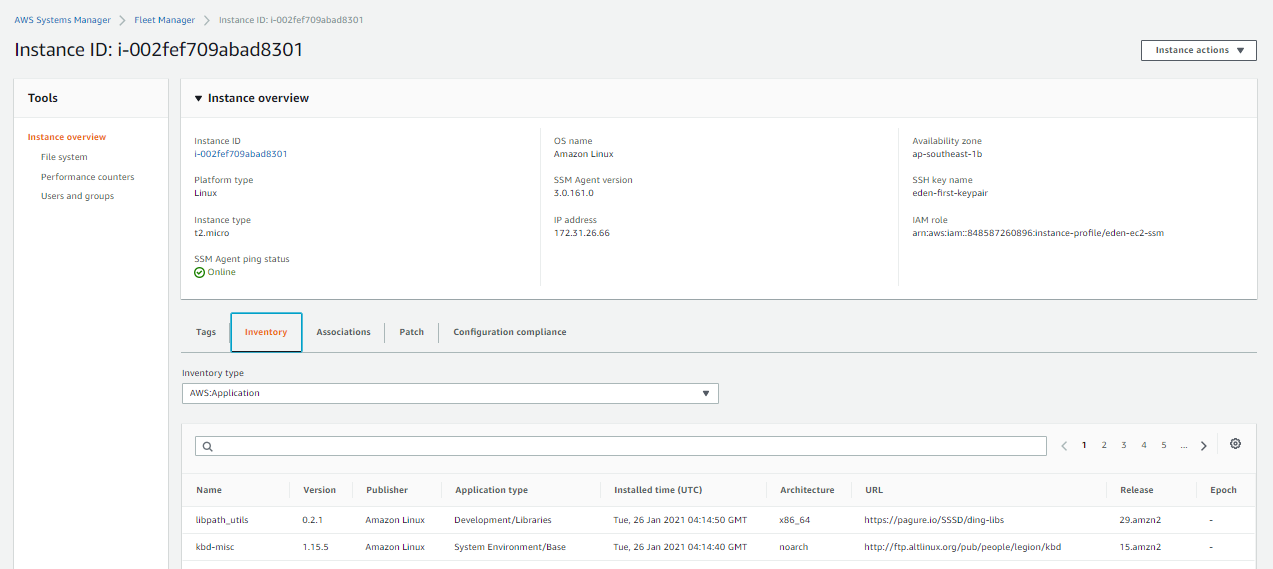 AWS Systems Manager > Fleet Manager > Instance ID: i-002fef709abad8301
Instance ID: i-002fef709abad8301
Instance actions
Tools
Instance overview
File system
Performance counters
Users and groups
Instance overview
Instance ID
i-002fef709abad8301
Platform type
Linux
Instance type
t2.micro
SSM Agent ping status
Online
OS name
Amazon Linux
SSM Agent version
3.0.161.0
IP address
172.31.26.66
Availability zone
ap-southeast-1b
SSH key name
eden-first-keypair
IAM role
arn:aws:iam::848587260896:instance-profile/eden-ec2-ssm
Tags Inventory Associations Patch Configuration compliance
Inventory type
AWS:Application
1 2 3 4 5 ...
Name Version Publisher Application type Installed time (UTC) Architecture URL Release Epoch
libpath_utils 0.2.1 Amazon Linux Development/Libraries Tue, 26 Jan 2021 04:14:50 GMT x86_64 https://pagure.io/SSSD/ding-libs 29.amzn2 -
kbd-misc 1.15.5 Amazon Linux System Environment/Base Tue, 26 Jan 2021 04:14:40 GMT noarch http://ftp.altlinux.org/pub/people/legion/kbd 15.amzn2 -